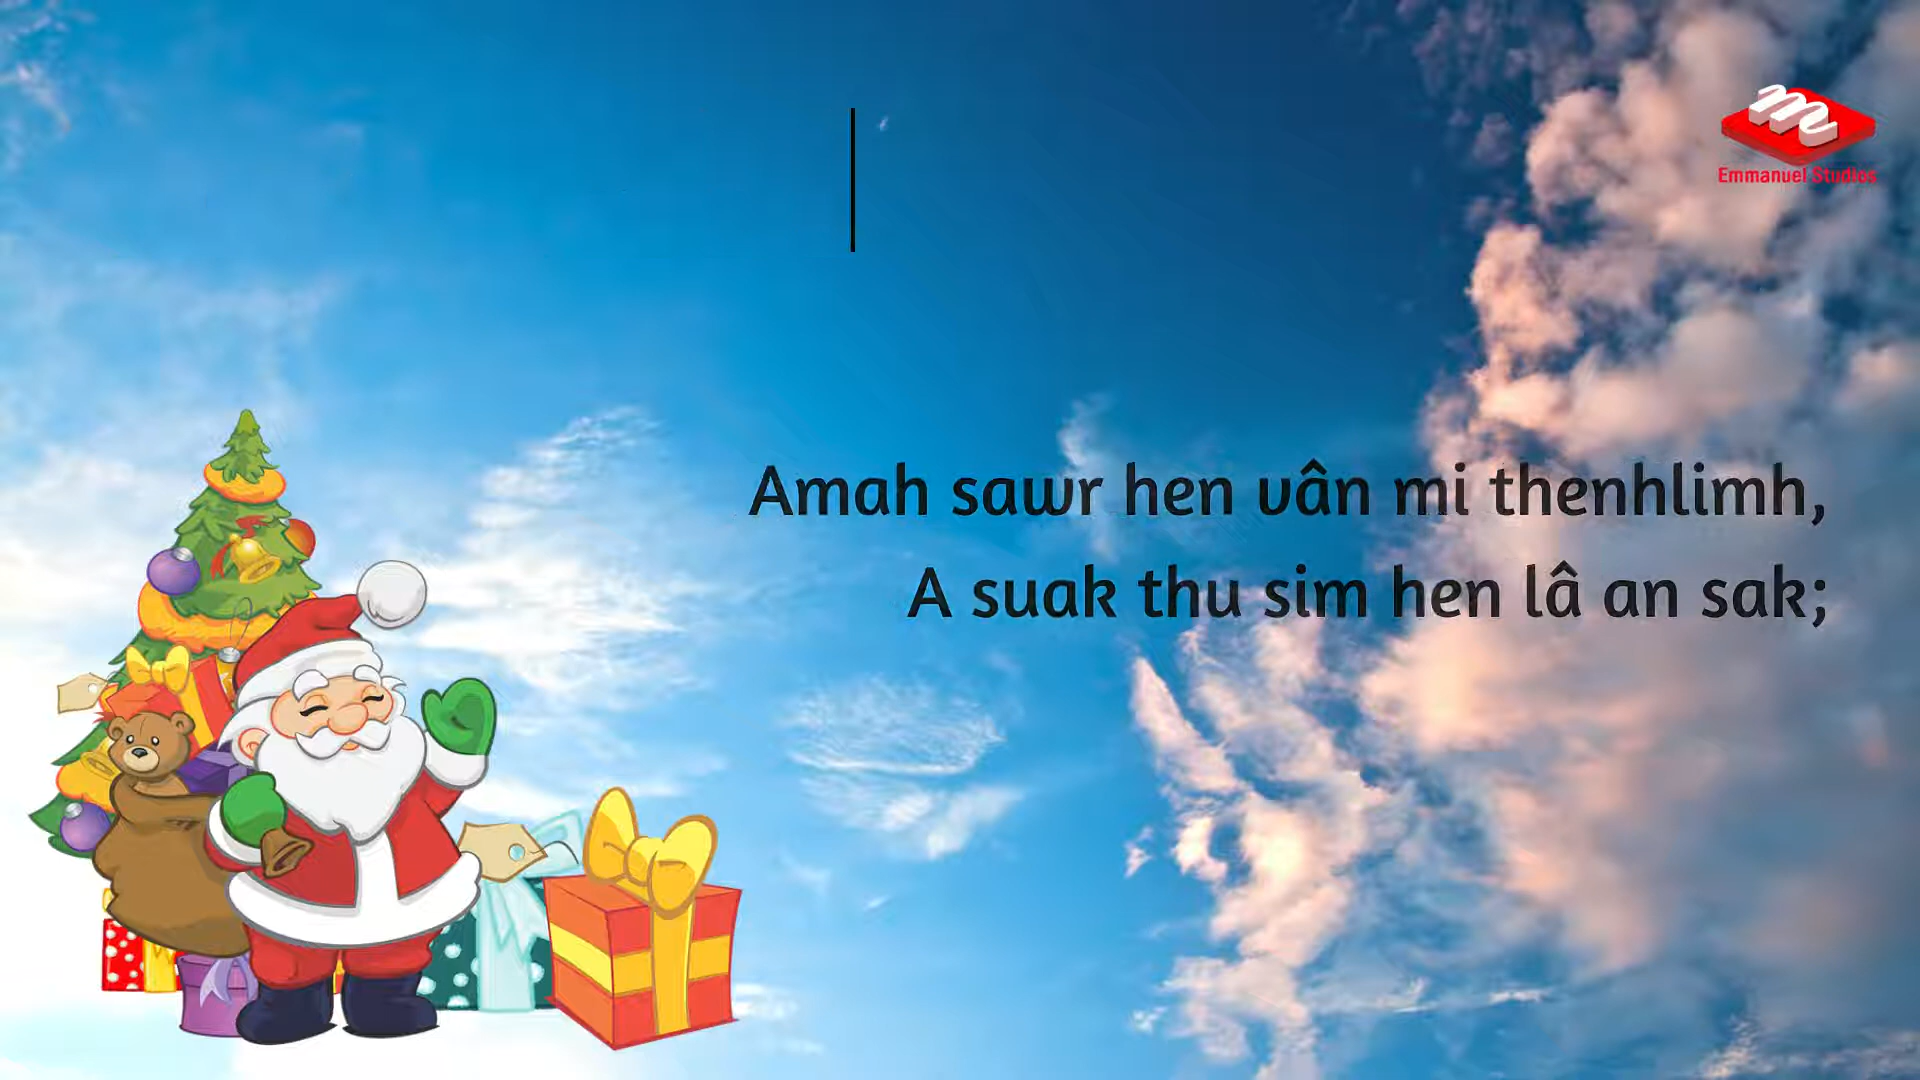 Emmanuel Studios
Amah sawr hen vân mi thenhlimh,
A suak thu sim hen lâ an sak;